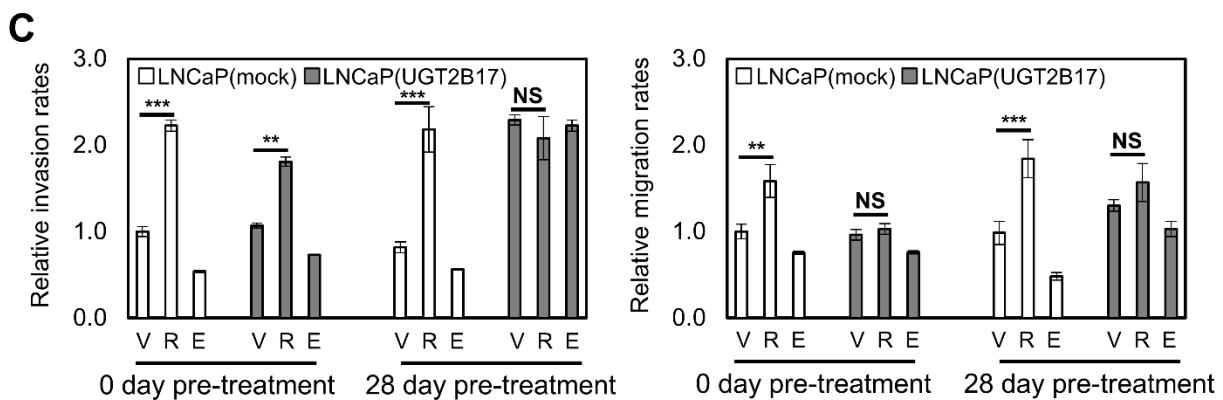 C
Relative invasion rates
3.0
2.0
1.0
0.0
LNCaP(mock) LNCaP(UGT2B17)
*** ** *** NS
V R E V R E V R E V R E
0 day pre-treatment 28 day pre-treatment
Relative migration rates
3.0
2.0
1.0
0.0
LNCaP(mock) LNCaP(UGT2B17)
** NS *** NS
V R E V R E V R E V R E
0 day pre-treatment 28 day pre-treatment